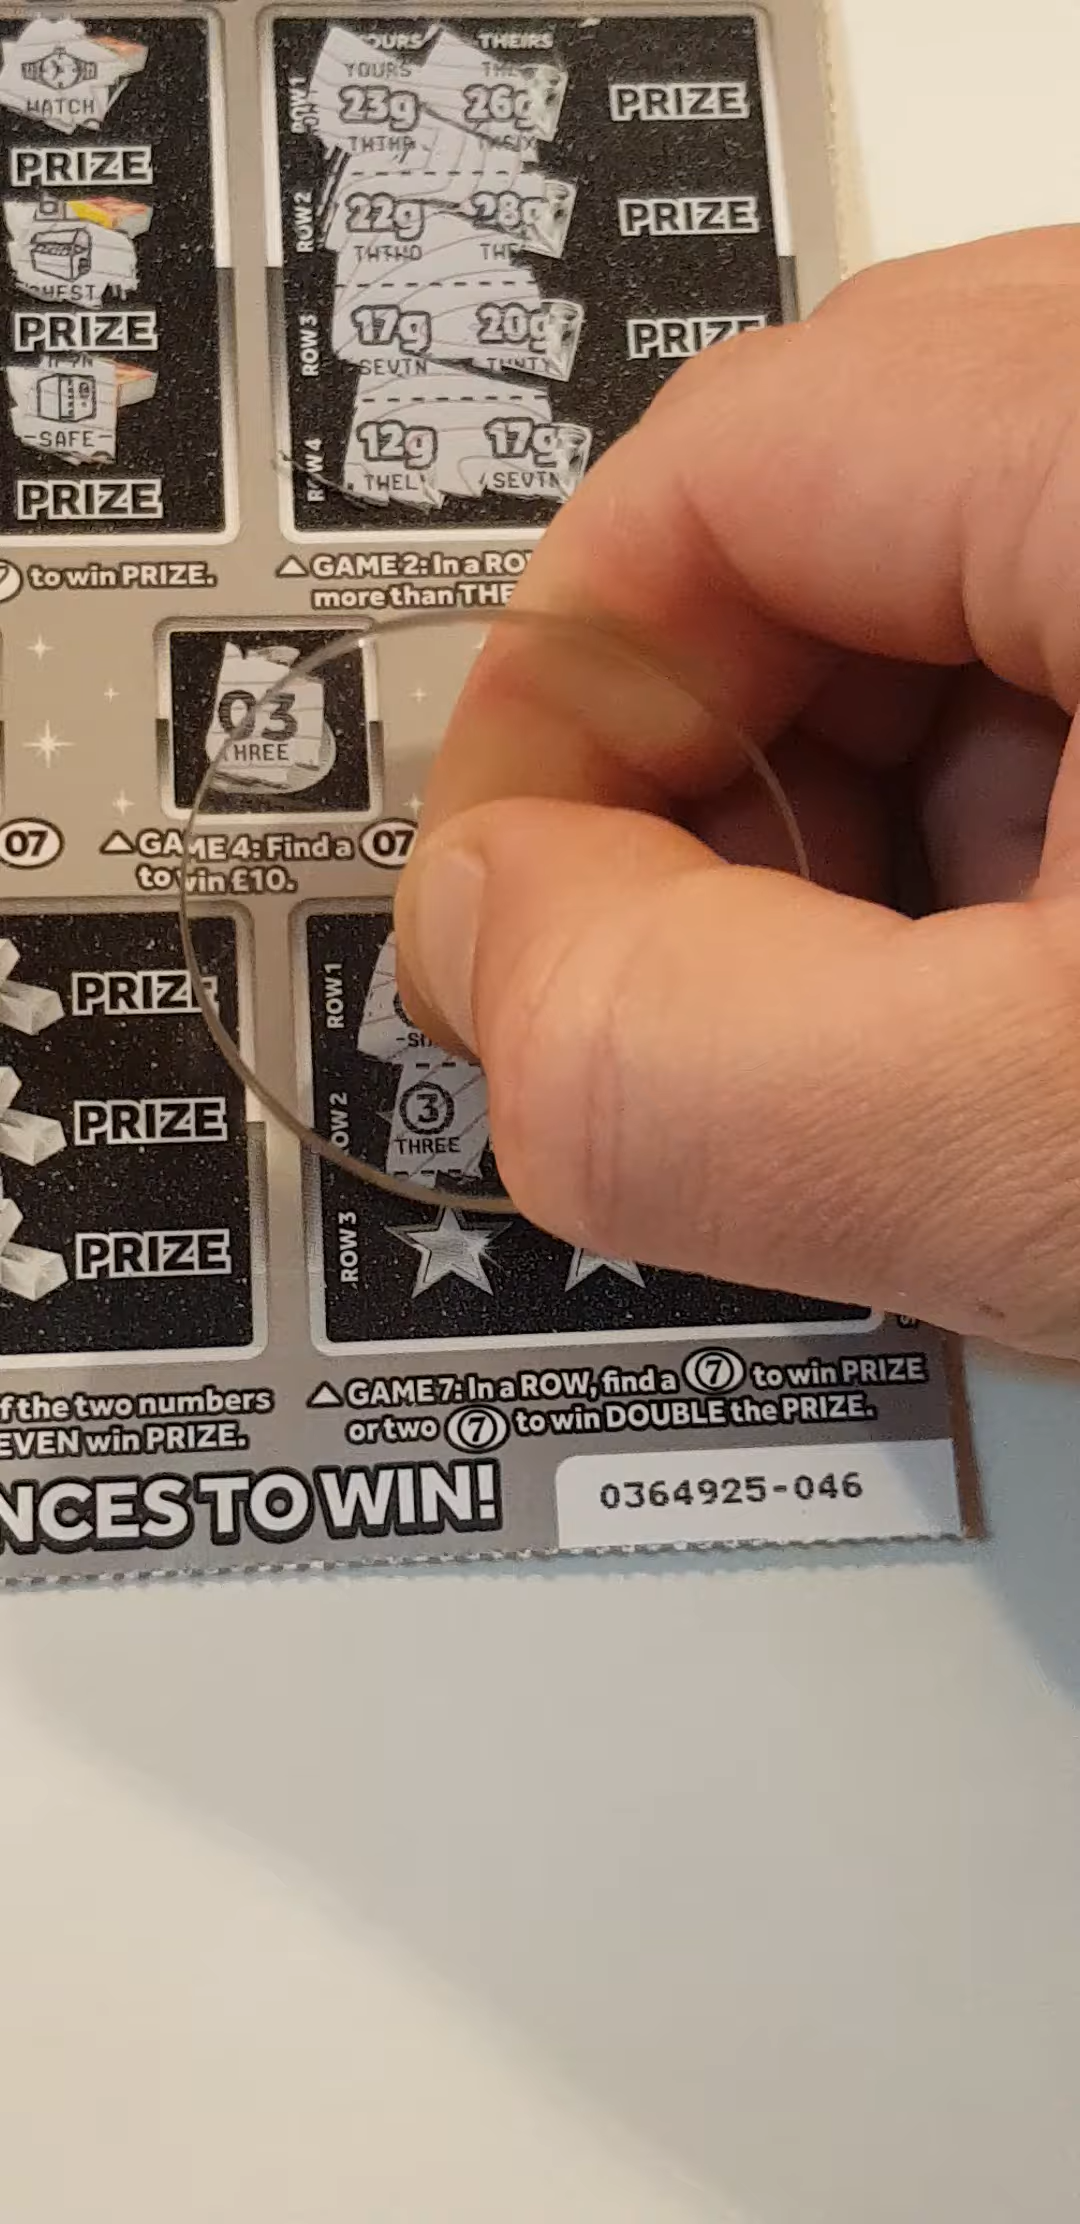 YOURS THEIRS
WATCH
PRIZE
CHEST
PRIZE
SAFE
PRIZE
ROW 1
YOURS
23g 26g PRIZE
ROW 2
22g 28g PRIZE
THTHO
ROW 3
17g 20g PRIZE
SEVTN
ROW 4
12g 17g
THEL SEVTN
to win PRIZE.
▲GAME 2: In a RO
more than THE
03
HREE
07
▲GAME 4: Find a 07
to win £10.
PRIZE
PRIZE
PRIZE
ROW 1
ROW 2
3
THREE
ROW 3
f the two numbers
EVEN win PRIZE.
▲GAME 7: In a ROW, find a 7 to win PRIZE
or two 7 to win DOUBLE the PRIZE.
NCES TO WIN!
0364925-046